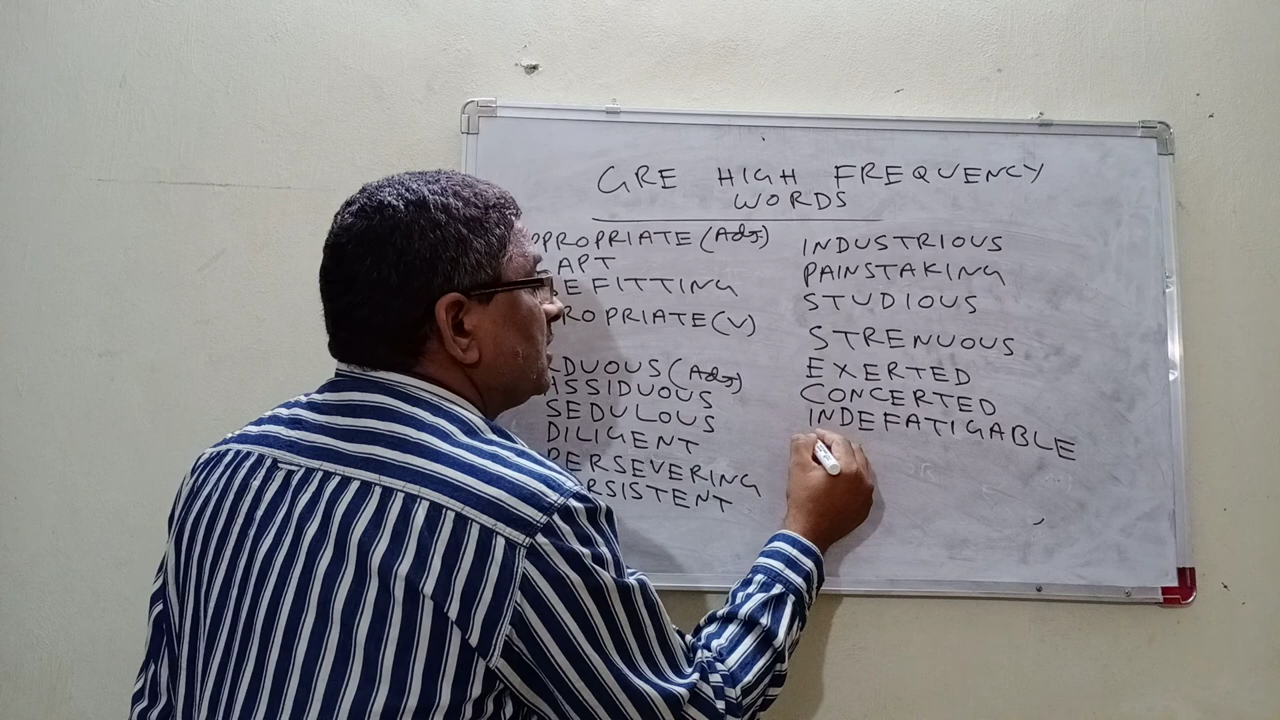 GRE HIGH FREQUENCY
WORDS
PPROPRIATE (Adj)
APT
EFITTING
ROPRIATE (V)
DUOUS (Adj)
ASSIDUOUS
SEDULOUS
DILIGENT
PERSEVERING
RSISTENT
INDUSTRIOUS
PAINSTAKING
STUDIOUS
STRENUOUS
EXERTED
CONCERTED
INDEFATIGABLE